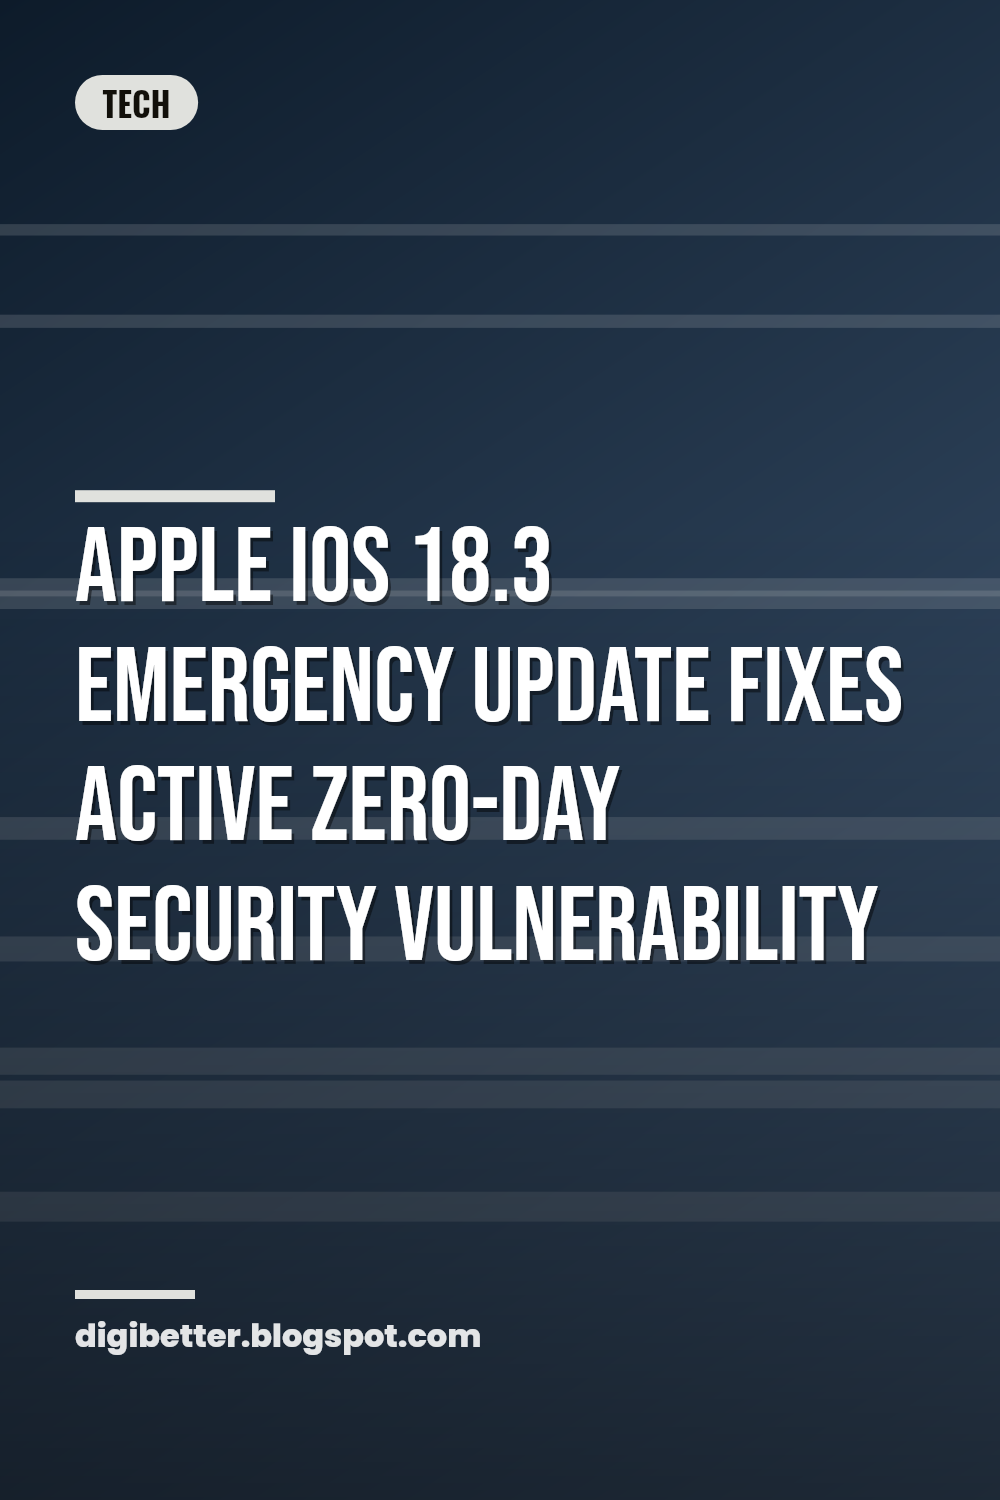 TECH
APPLE IOS 18.3
EMERGENCY UPDATE FIXES
ACTIVE ZERO-DAY
SECURITY VULNERABILITY
digibetter.blogspot.com